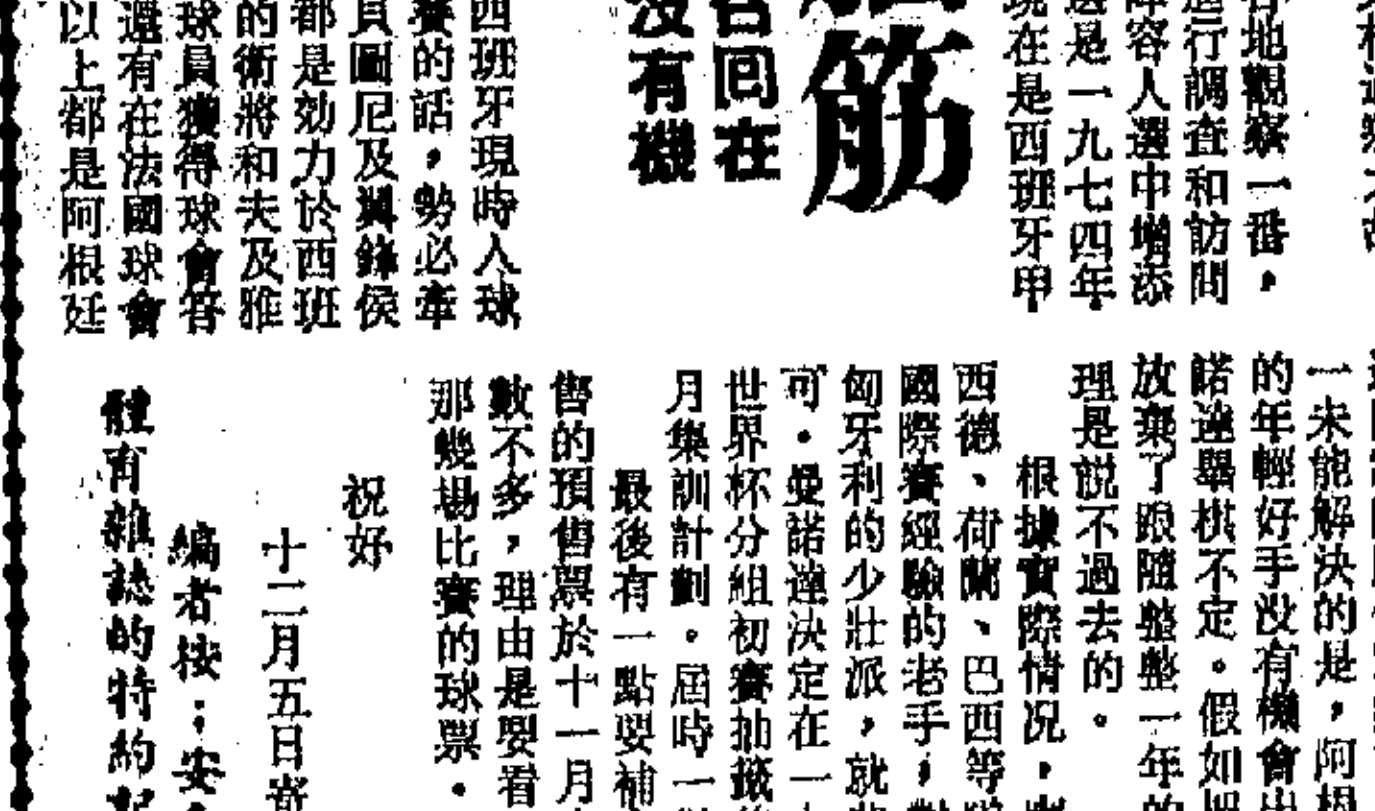 各地觀察一番，
進行調查和訪問
陣容人選中增添
選是一九七四年
現在是西班牙甲
筋
召回在
沒有機
西班牙現時人球
賽的話，勢必牽
員圖尼及翼鋒侯
都是効力於西班
的衛將和夫及雅
球員獲得球會答
還有在法國球會
以上都是阿根廷
一未能解決的是，阿根
的年輕好手沒有機會出
諾達舉棋不定。假如把
放棄了跟隨整整一年的
理是說不過去的。
根據實際情况，
西德、荷蘭、巴西等
國際賽經驗的老手，對
匈牙利的少壯派，就
可。曼諾達決定在一
世界杯分組初賽抽籤
月集訓計劃。屆時一
最後有一點要補
售的預售票於十一月
數不多，理由是要看
那幾場比賽的球票。
祝好
十二月五日寄
編者按：安
體育雜誌的特約記